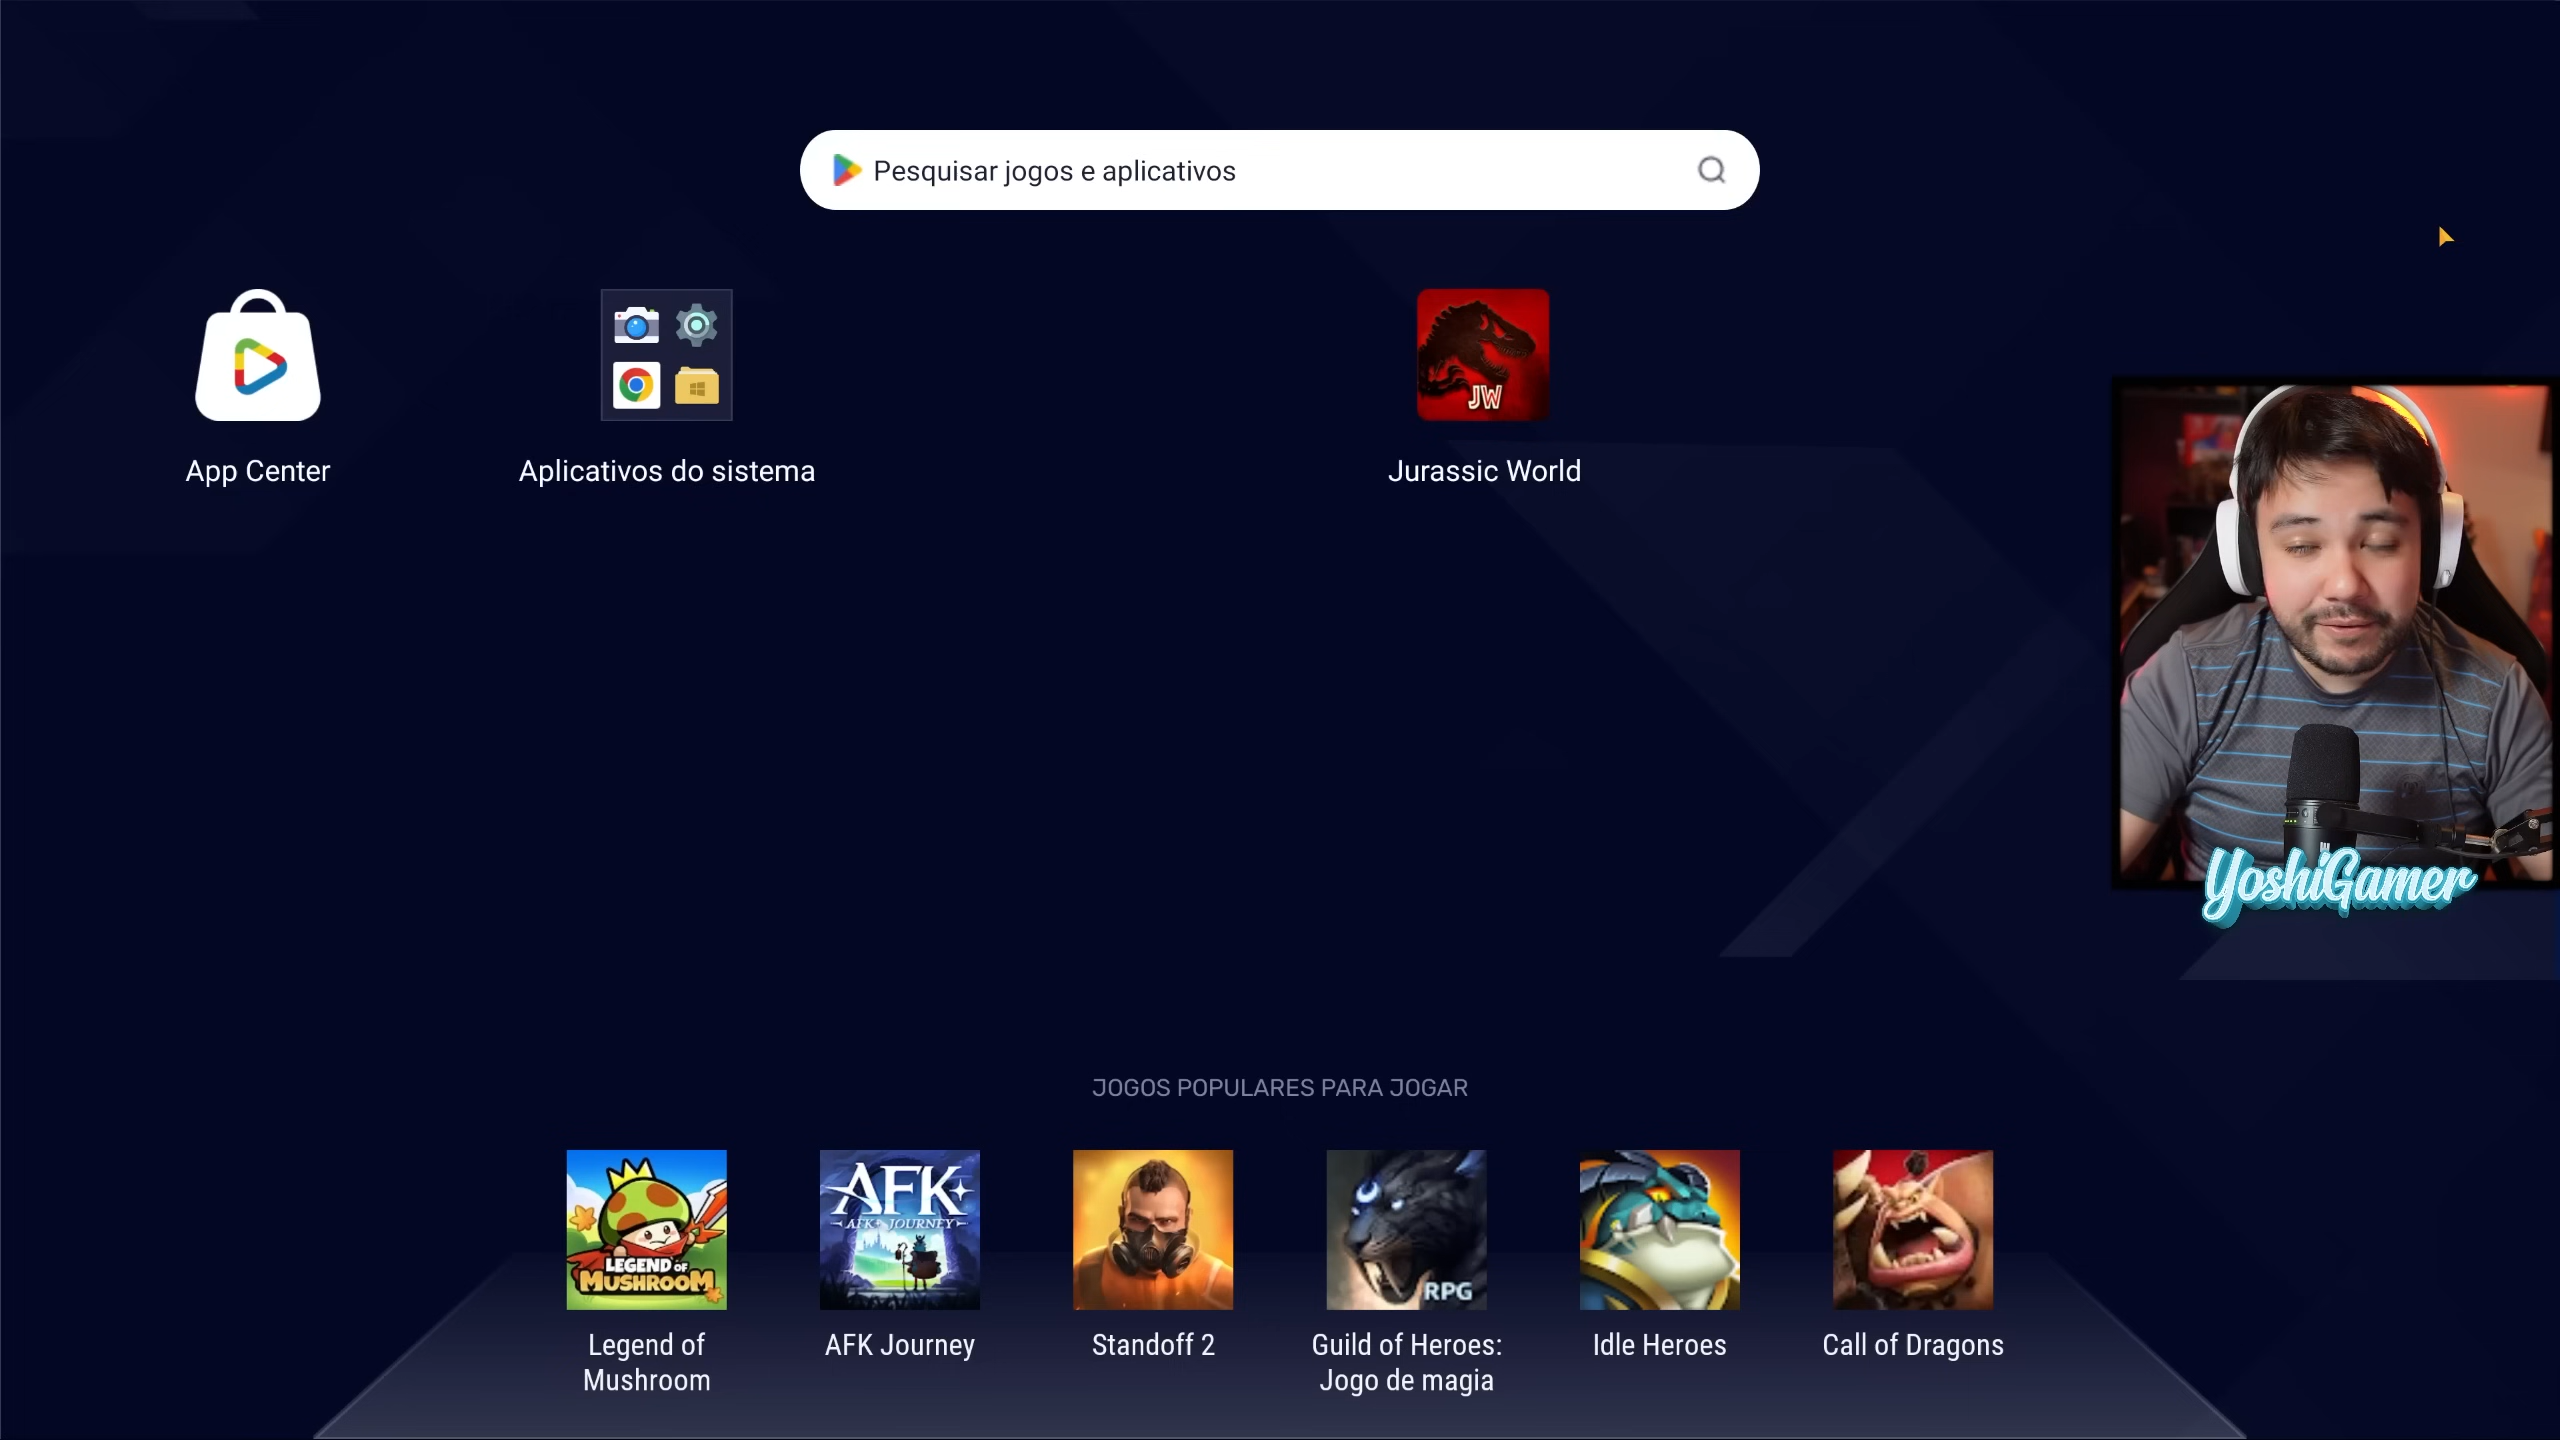 Pesquisar jogos e aplicativos
App Center
Aplicativos do sistema
JW
Jurassic World
YoshiGamer
JOGOS POPULARES PARA JOGAR
LEGEND OF
MUSHROOM
AFK
AFK JOURNEY
RPG
Legend of
Mushroom
AFK Journey
Standoff 2
Guild of Heroes:
Jogo de magia
Idle Heroes
Call of Dragons